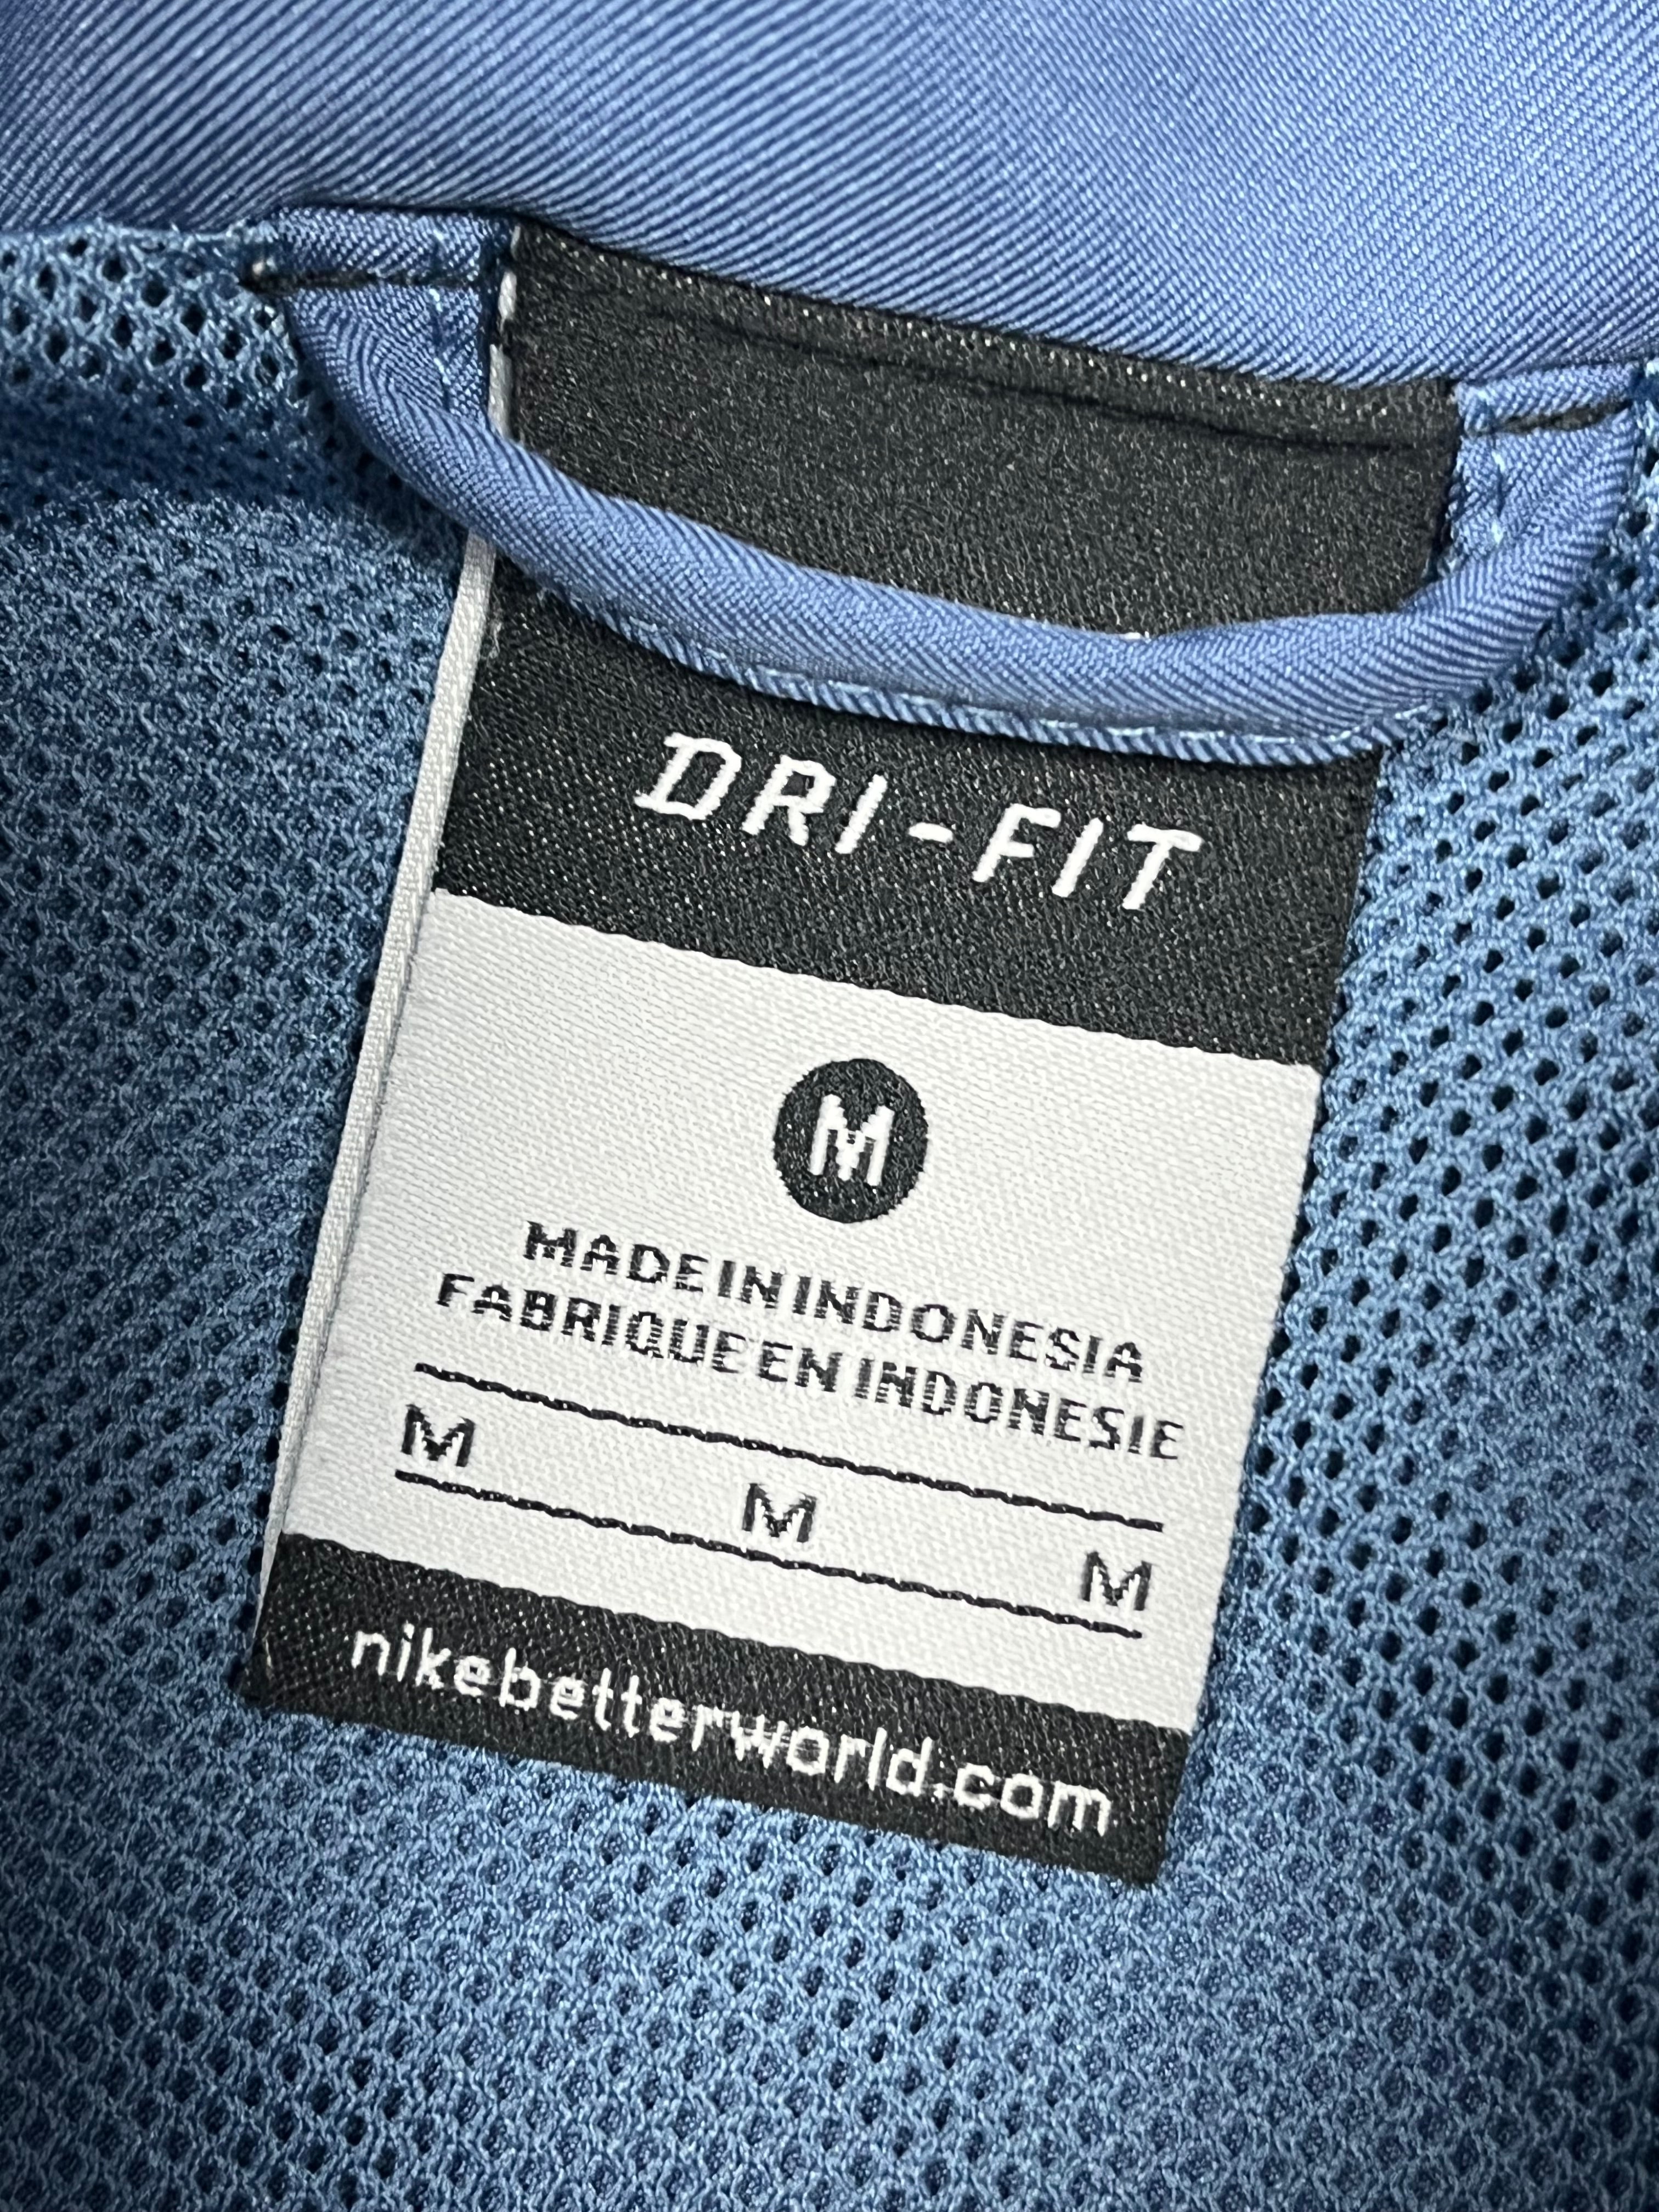 DRI-FIT
M
MADE IN INDONESIA
FABRIQUE EN INDONESIE
M M M
nikebetterworld.com